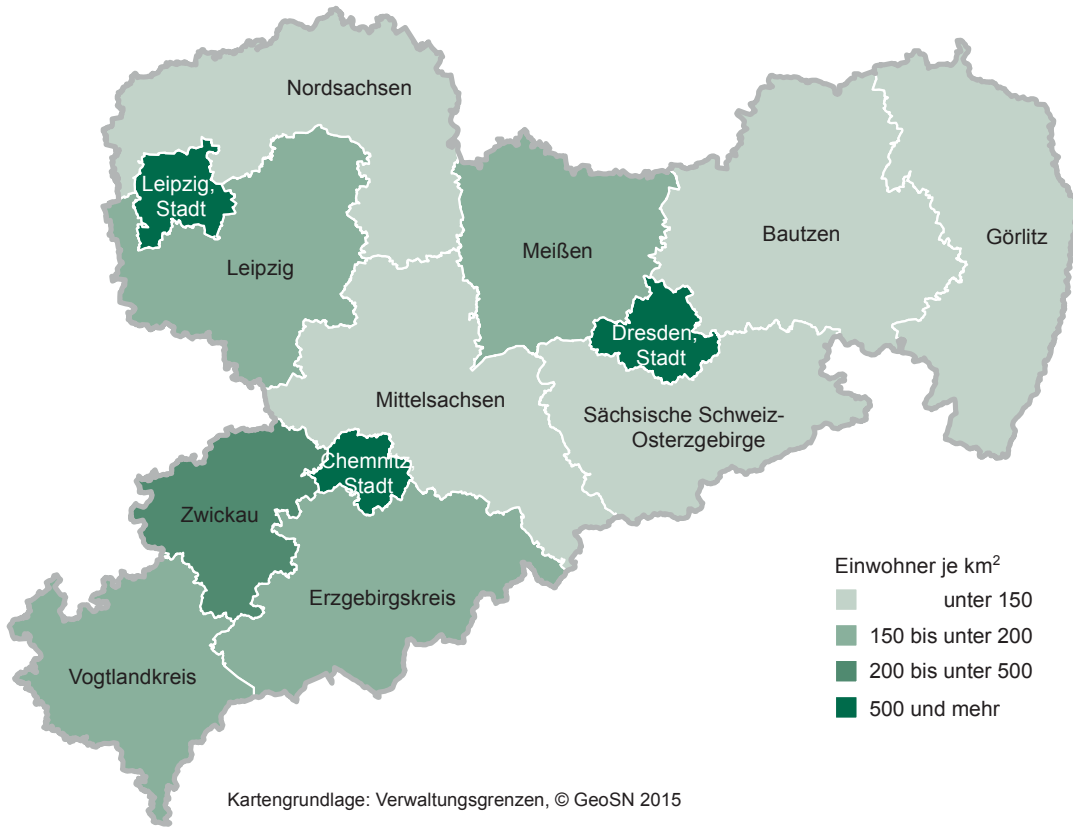 Nordsachsen
Leipzig,
Stadt
Leipzig
Meißen
Bautzen
Görlitz
Dresden,
Stadt
Mittelsachsen
Sächsische Schweiz-
Osterzgebirge
Chemnitz
Stadt
Zwickau
Erzgebirgskreis
Vogtlandkreis
Einwohner je km²
unter 150
150 bis unter 200
200 bis unter 500
500 und mehr
Kartengrundlage: Verwaltungsgrenzen, © GeoSN 2015